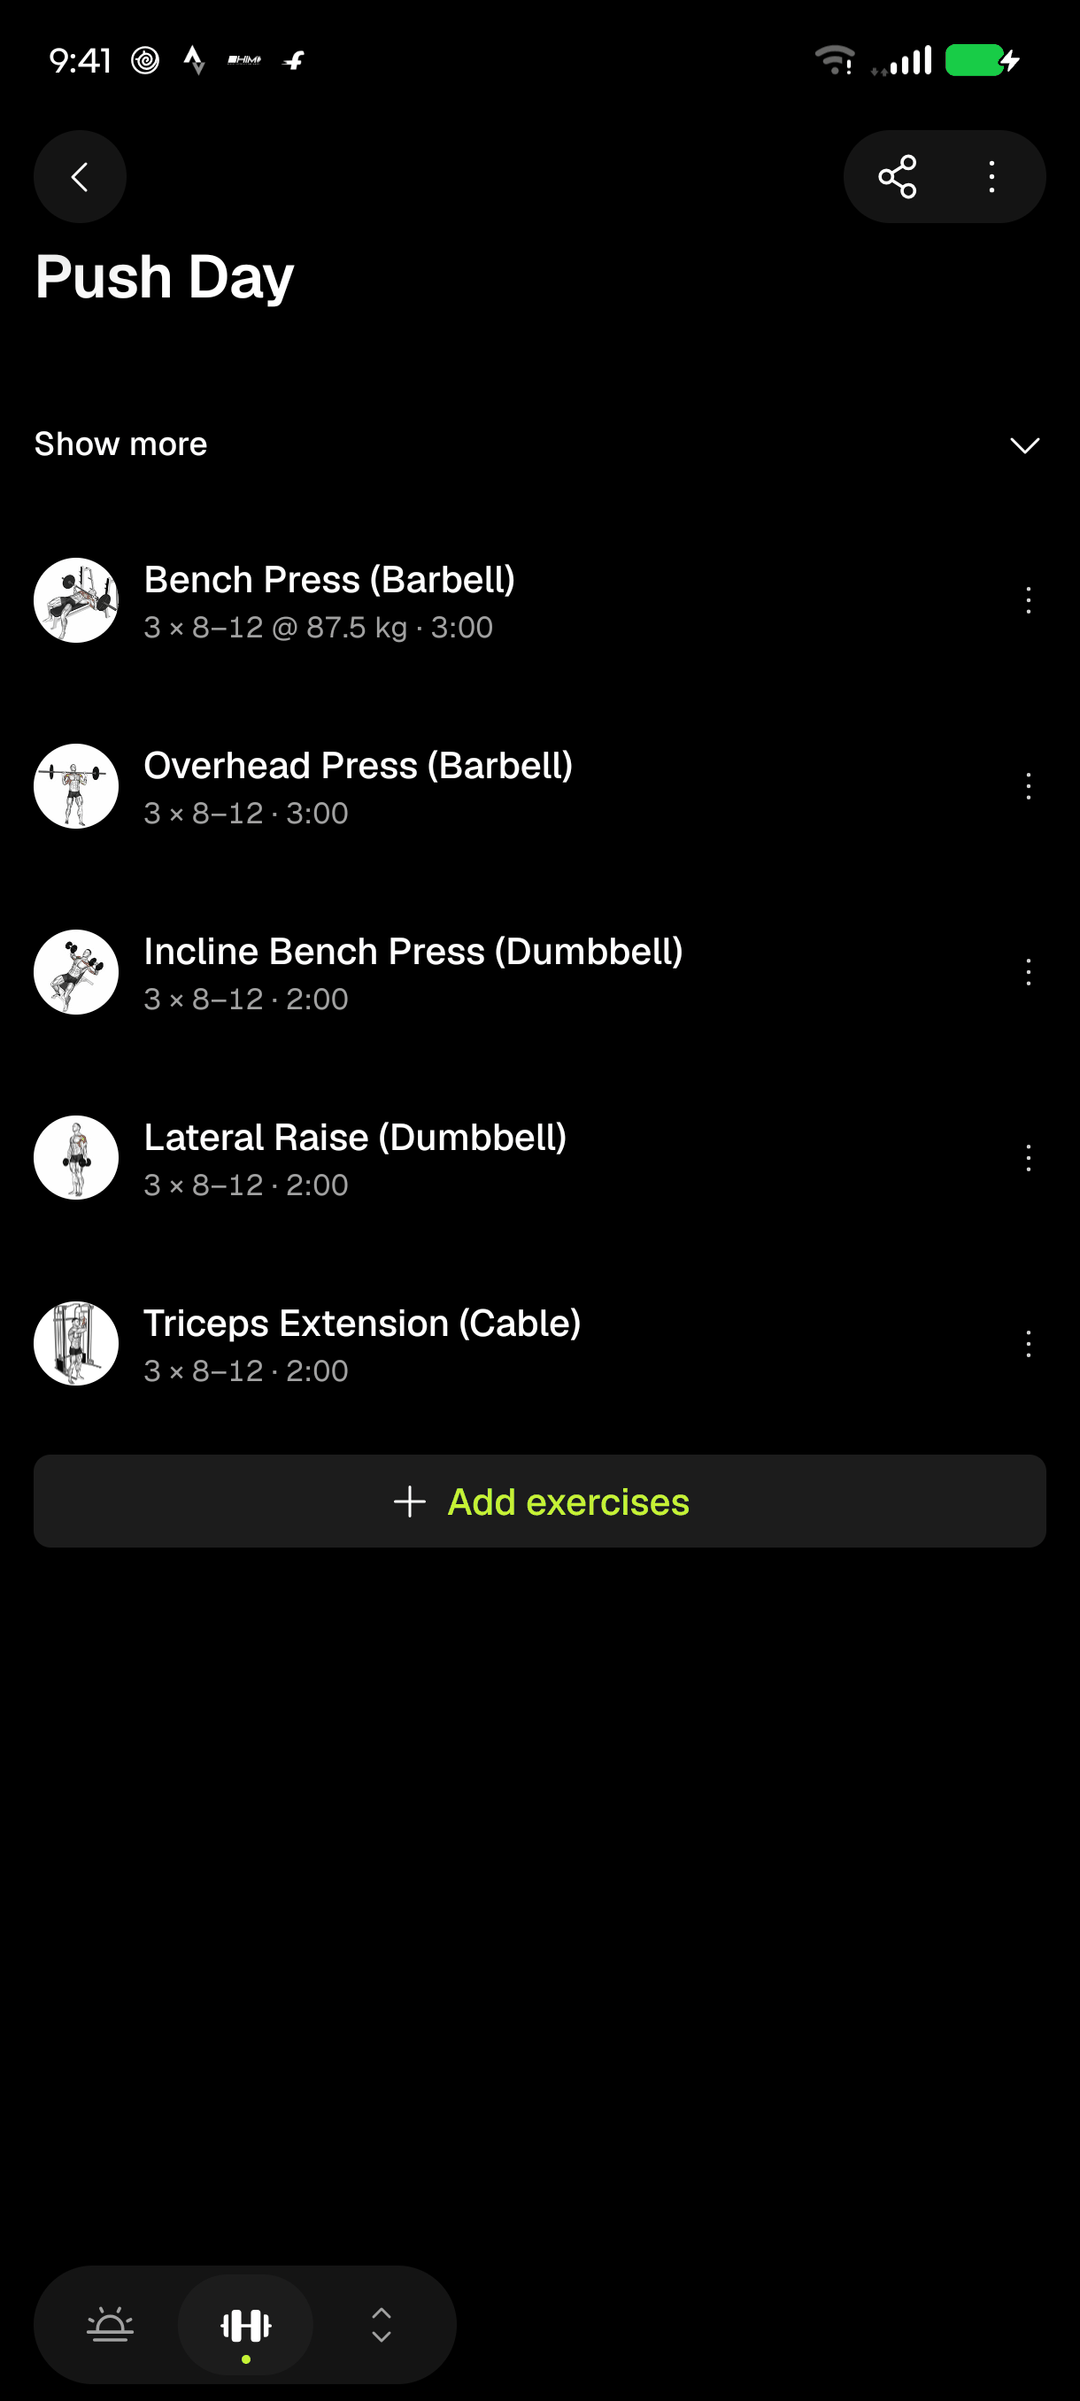 9:41
Push Day
Show more
Bench Press (Barbell)
3 × 8–12 @ 87.5 kg · 3:00
Overhead Press (Barbell)
3 × 8–12 · 3:00
Incline Bench Press (Dumbbell)
3 × 8–12 · 2:00
Lateral Raise (Dumbbell)
3 × 8–12 · 2:00
Triceps Extension (Cable)
3 × 8–12 · 2:00
Add exercises